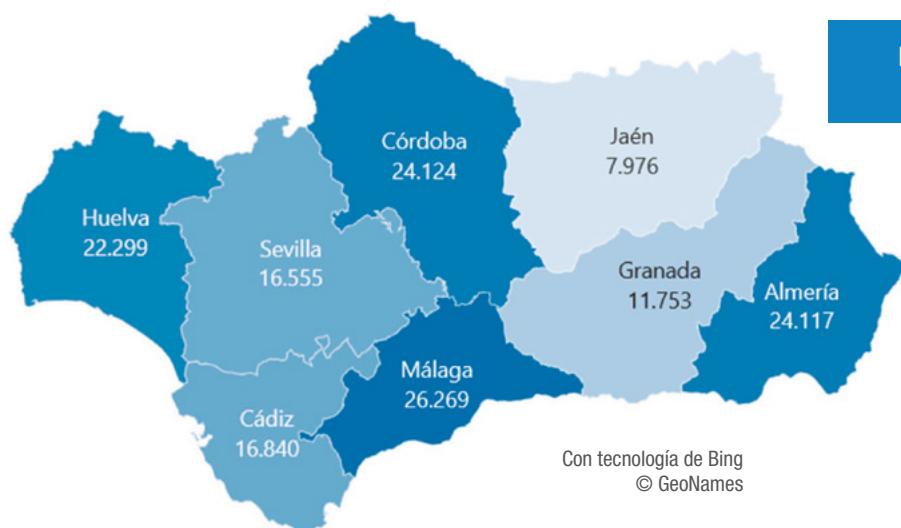 Córdoba
24.124
Jaén
7.976
Huelva
22.299
Sevilla
16.555
Granada
11.753
Almería
24.117
Málaga
26.269
Cádiz
16.840
Con tecnología de Bing
© GeoNames